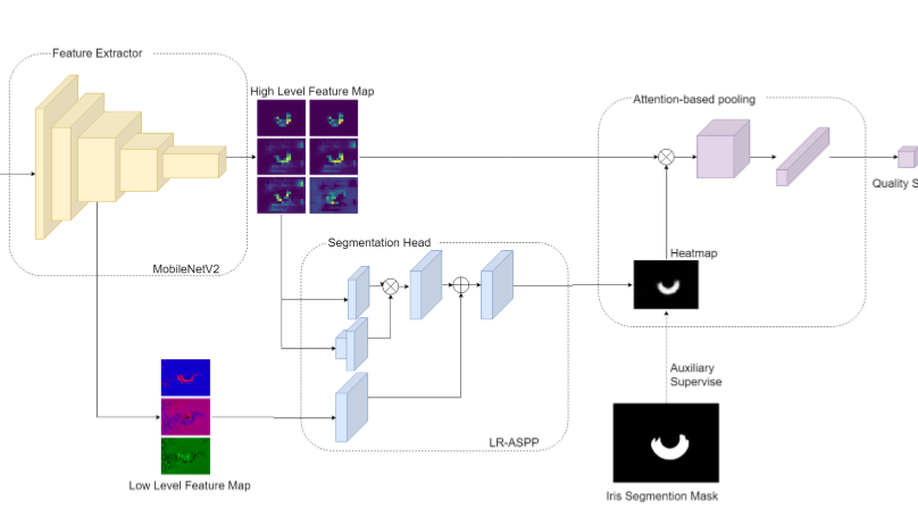 Feature Extractor
High Level Feature Map
Attention-based pooling
Quality S
MobileNetV2
Segmentation Head
Heatmap
Auxiliary
Supervise
LR-ASPP
Low Level Feature Map
Iris Segmention Mask